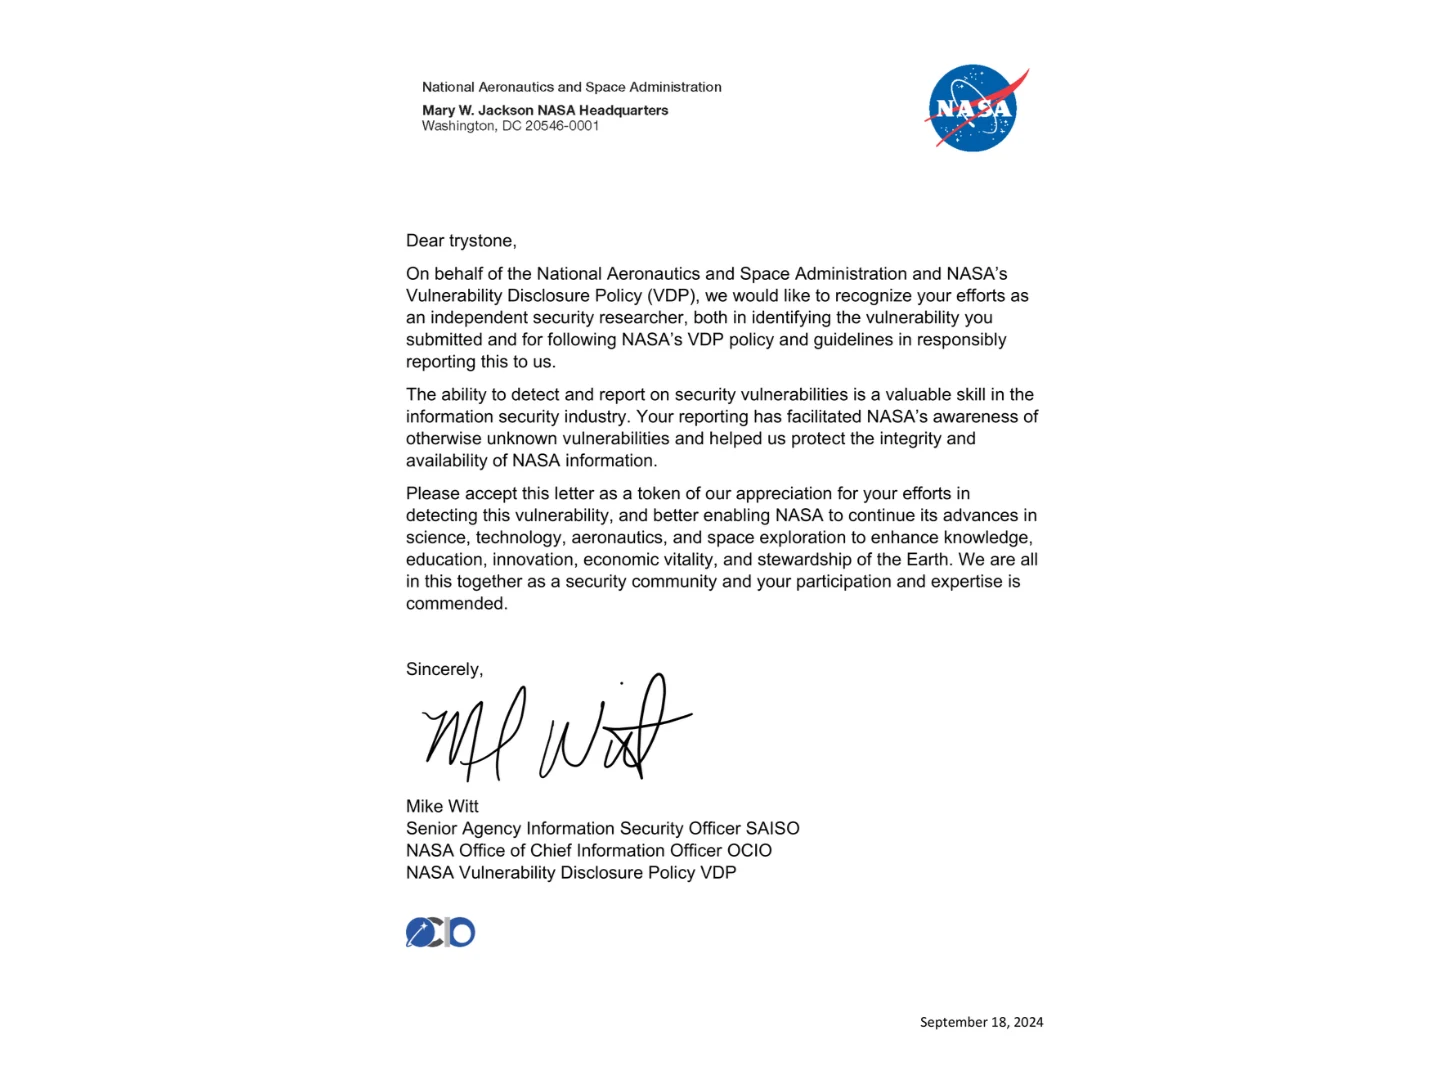 National Aeronautics and Space Administration
Mary W. Jackson NASA Headquarters
Washington, DC 20546-0001
NASA
Dear trystone,
On behalf of the National Aeronautics and Space Administration and NASA’s
Vulnerability Disclosure Policy (VDP), we would like to recognize your efforts as
an independent security researcher, both in identifying the vulnerability you
submitted and for following NASA’s VDP policy and guidelines in responsibly
reporting this to us.
The ability to detect and report on security vulnerabilities is a valuable skill in the
information security industry. Your reporting has facilitated NASA’s awareness of
otherwise unknown vulnerabilities and helped us protect the integrity and
availability of NASA information.
Please accept this letter as a token of our appreciation for your efforts in
detecting this vulnerability, and better enabling NASA to continue its advances in
science, technology, aeronautics, and space exploration to enhance knowledge,
education, innovation, economic vitality, and stewardship of the Earth. We are all
in this together as a security community and your participation and expertise is
commended.
Sincerely,
Mike Witt
Senior Agency Information Security Officer SAISO
NASA Office of Chief Information Officer OCIO
NASA Vulnerability Disclosure Policy VDP
OCIO
September 18, 2024